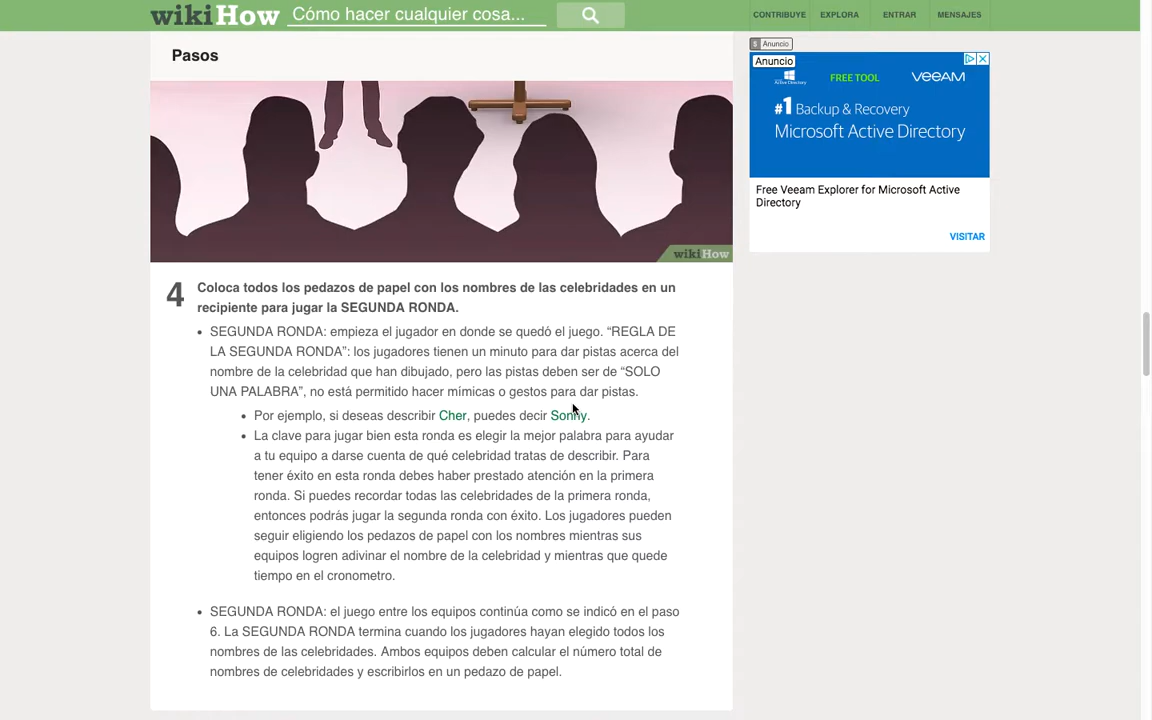 wikiHow
Cómo hacer cualquier cosa...
CONTRIBUYE
EXPLORA
ENTRAR
MENSAJES
Pasos
wikiHow
4
Coloca todos los pedazos de papel con los nombres de las celebridades en un
recipiente para jugar la SEGUNDA RONDA.
• SEGUNDA RONDA: empieza el jugador en donde se quedó el juego. “REGLA DE
LA SEGUNDA RONDA”: los jugadores tienen un minuto para dar pistas acerca del
nombre de la celebridad que han dibujado, pero las pistas deben ser de “SOLO
UNA PALABRA”, no está permitido hacer mímicas o gestos para dar pistas.
• Por ejemplo, si deseas describir Cher, puedes decir Sonny.
• La clave para jugar bien esta ronda es elegir la mejor palabra para ayudar
a tu equipo a darse cuenta de qué celebridad tratas de describir. Para
tener éxito en esta ronda debes haber prestado atención en la primera
ronda. Si puedes recordar todas las celebridades de la primera ronda,
entonces podrás jugar la segunda ronda con éxito. Los jugadores pueden
seguir eligiendo los pedazos de papel con los nombres mientras sus
equipos logren adivinar el nombre de la celebridad y mientras que quede
tiempo en el cronometro.
• SEGUNDA RONDA: el juego entre los equipos continúa como se indicó en el paso
6. La SEGUNDA RONDA termina cuando los jugadores hayan elegido todos los
nombres de las celebridades. Ambos equipos deben calcular el número total de
nombres de celebridades y escribirlos en un pedazo de papel.
Anuncio
Anuncio
Active Directory
FREE TOOL
VEEAM
#1 Backup & Recovery
Microsoft Active Directory
Free Veeam Explorer for Microsoft Active
Directory
VISITAR